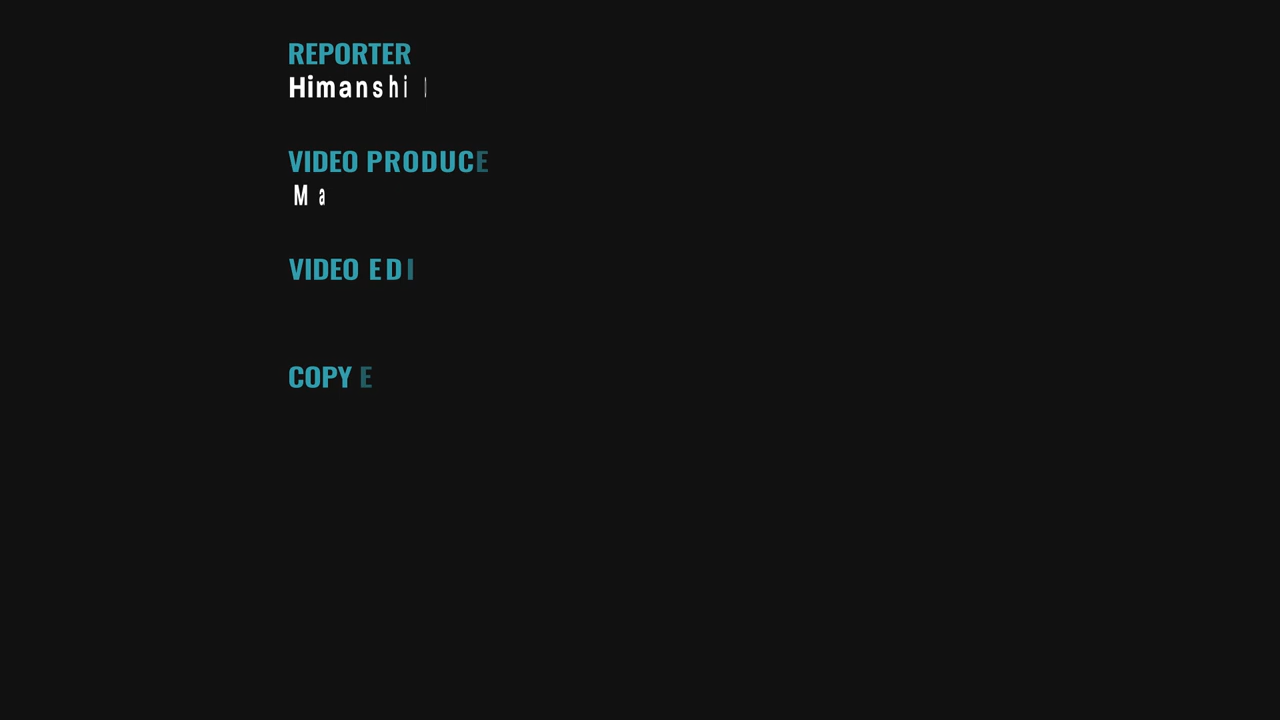 REPORTER
Himanshi
VIDEO PRODUCE
Ma
VIDEO EDI
COPY E